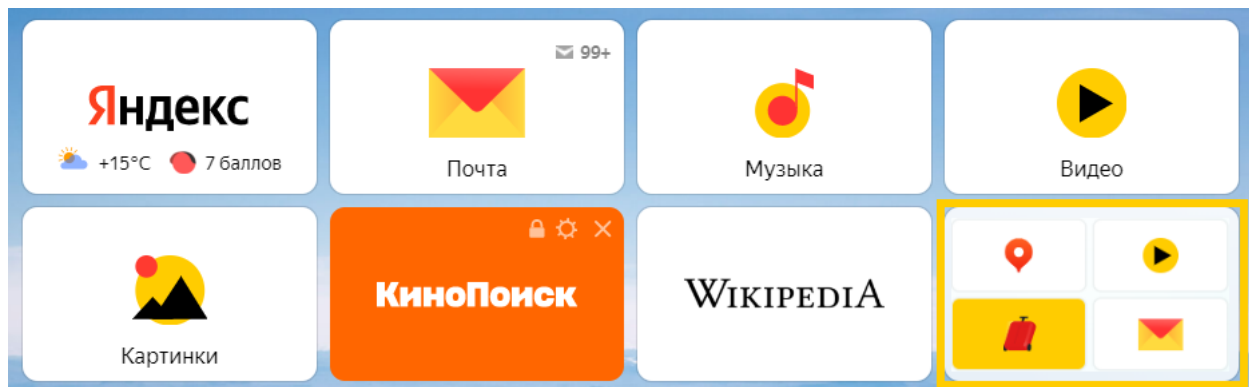 99+
Яндекс
+15°C 7 баллов
Почта
Музыка
Видео
КиноПоиск
WIKIPEDIA
Картинки